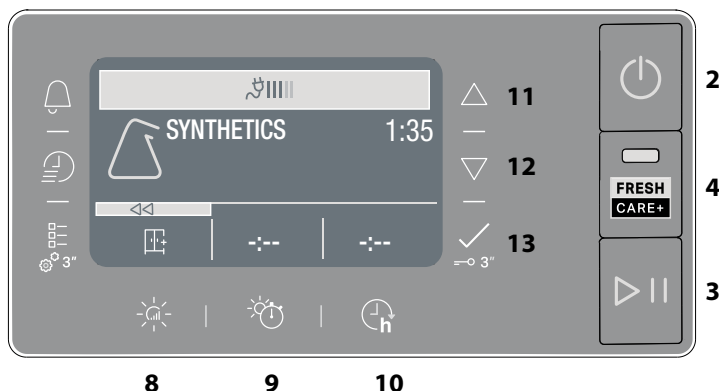 2
11
SYNTHETICS 1:35
12
FRESH
CARE+
4
-:-- -:--
3"
3"
13
3
h
8 9 10